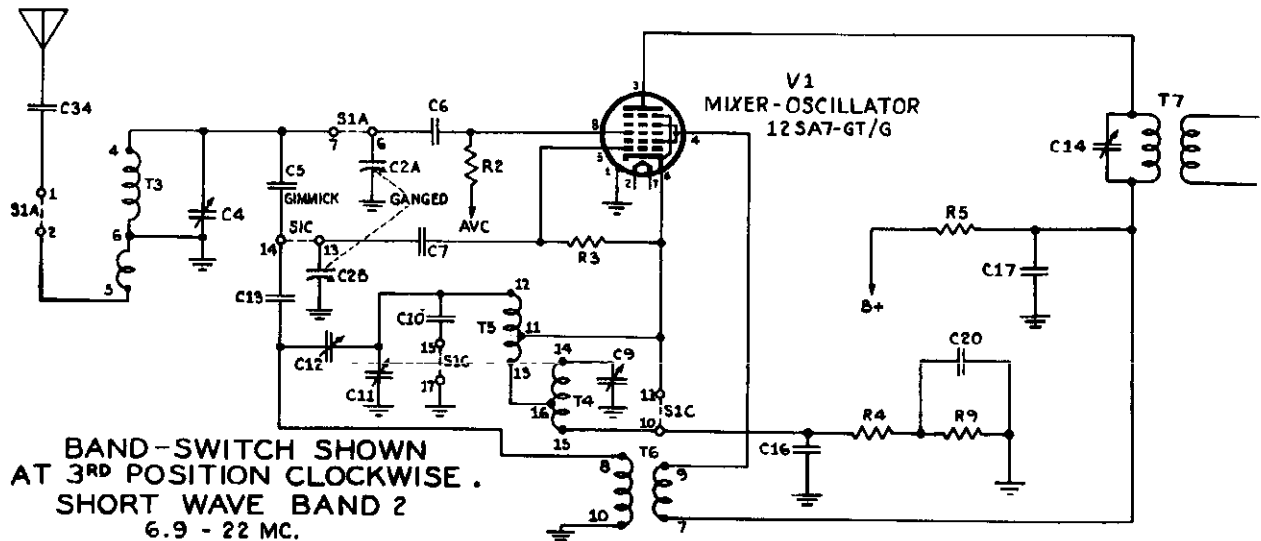 V1
MIXER-OSCILLATOR
12SA7-GT/G
T7
C34
C6
S1A
7
6
C5
GIMMICK
C2A
GANGED
R2
AVC
8
5
1
2
7
6
3
4
C14
4
T3
6
5
C4
1
S1A
2
S1C
14
13
C2B
C7
R3
R5
C17
B+
C13
C12
C11
C10
15
S1C
17
12
T5
11
13
14
T4
16
15
C9
11
S1C
10
C20
C16
R4
R9
T6
8
10
9
7
BAND-SWITCH SHOWN
AT 3RD POSITION CLOCKWISE.
SHORT WAVE BAND 2
6.9 - 22 MC.